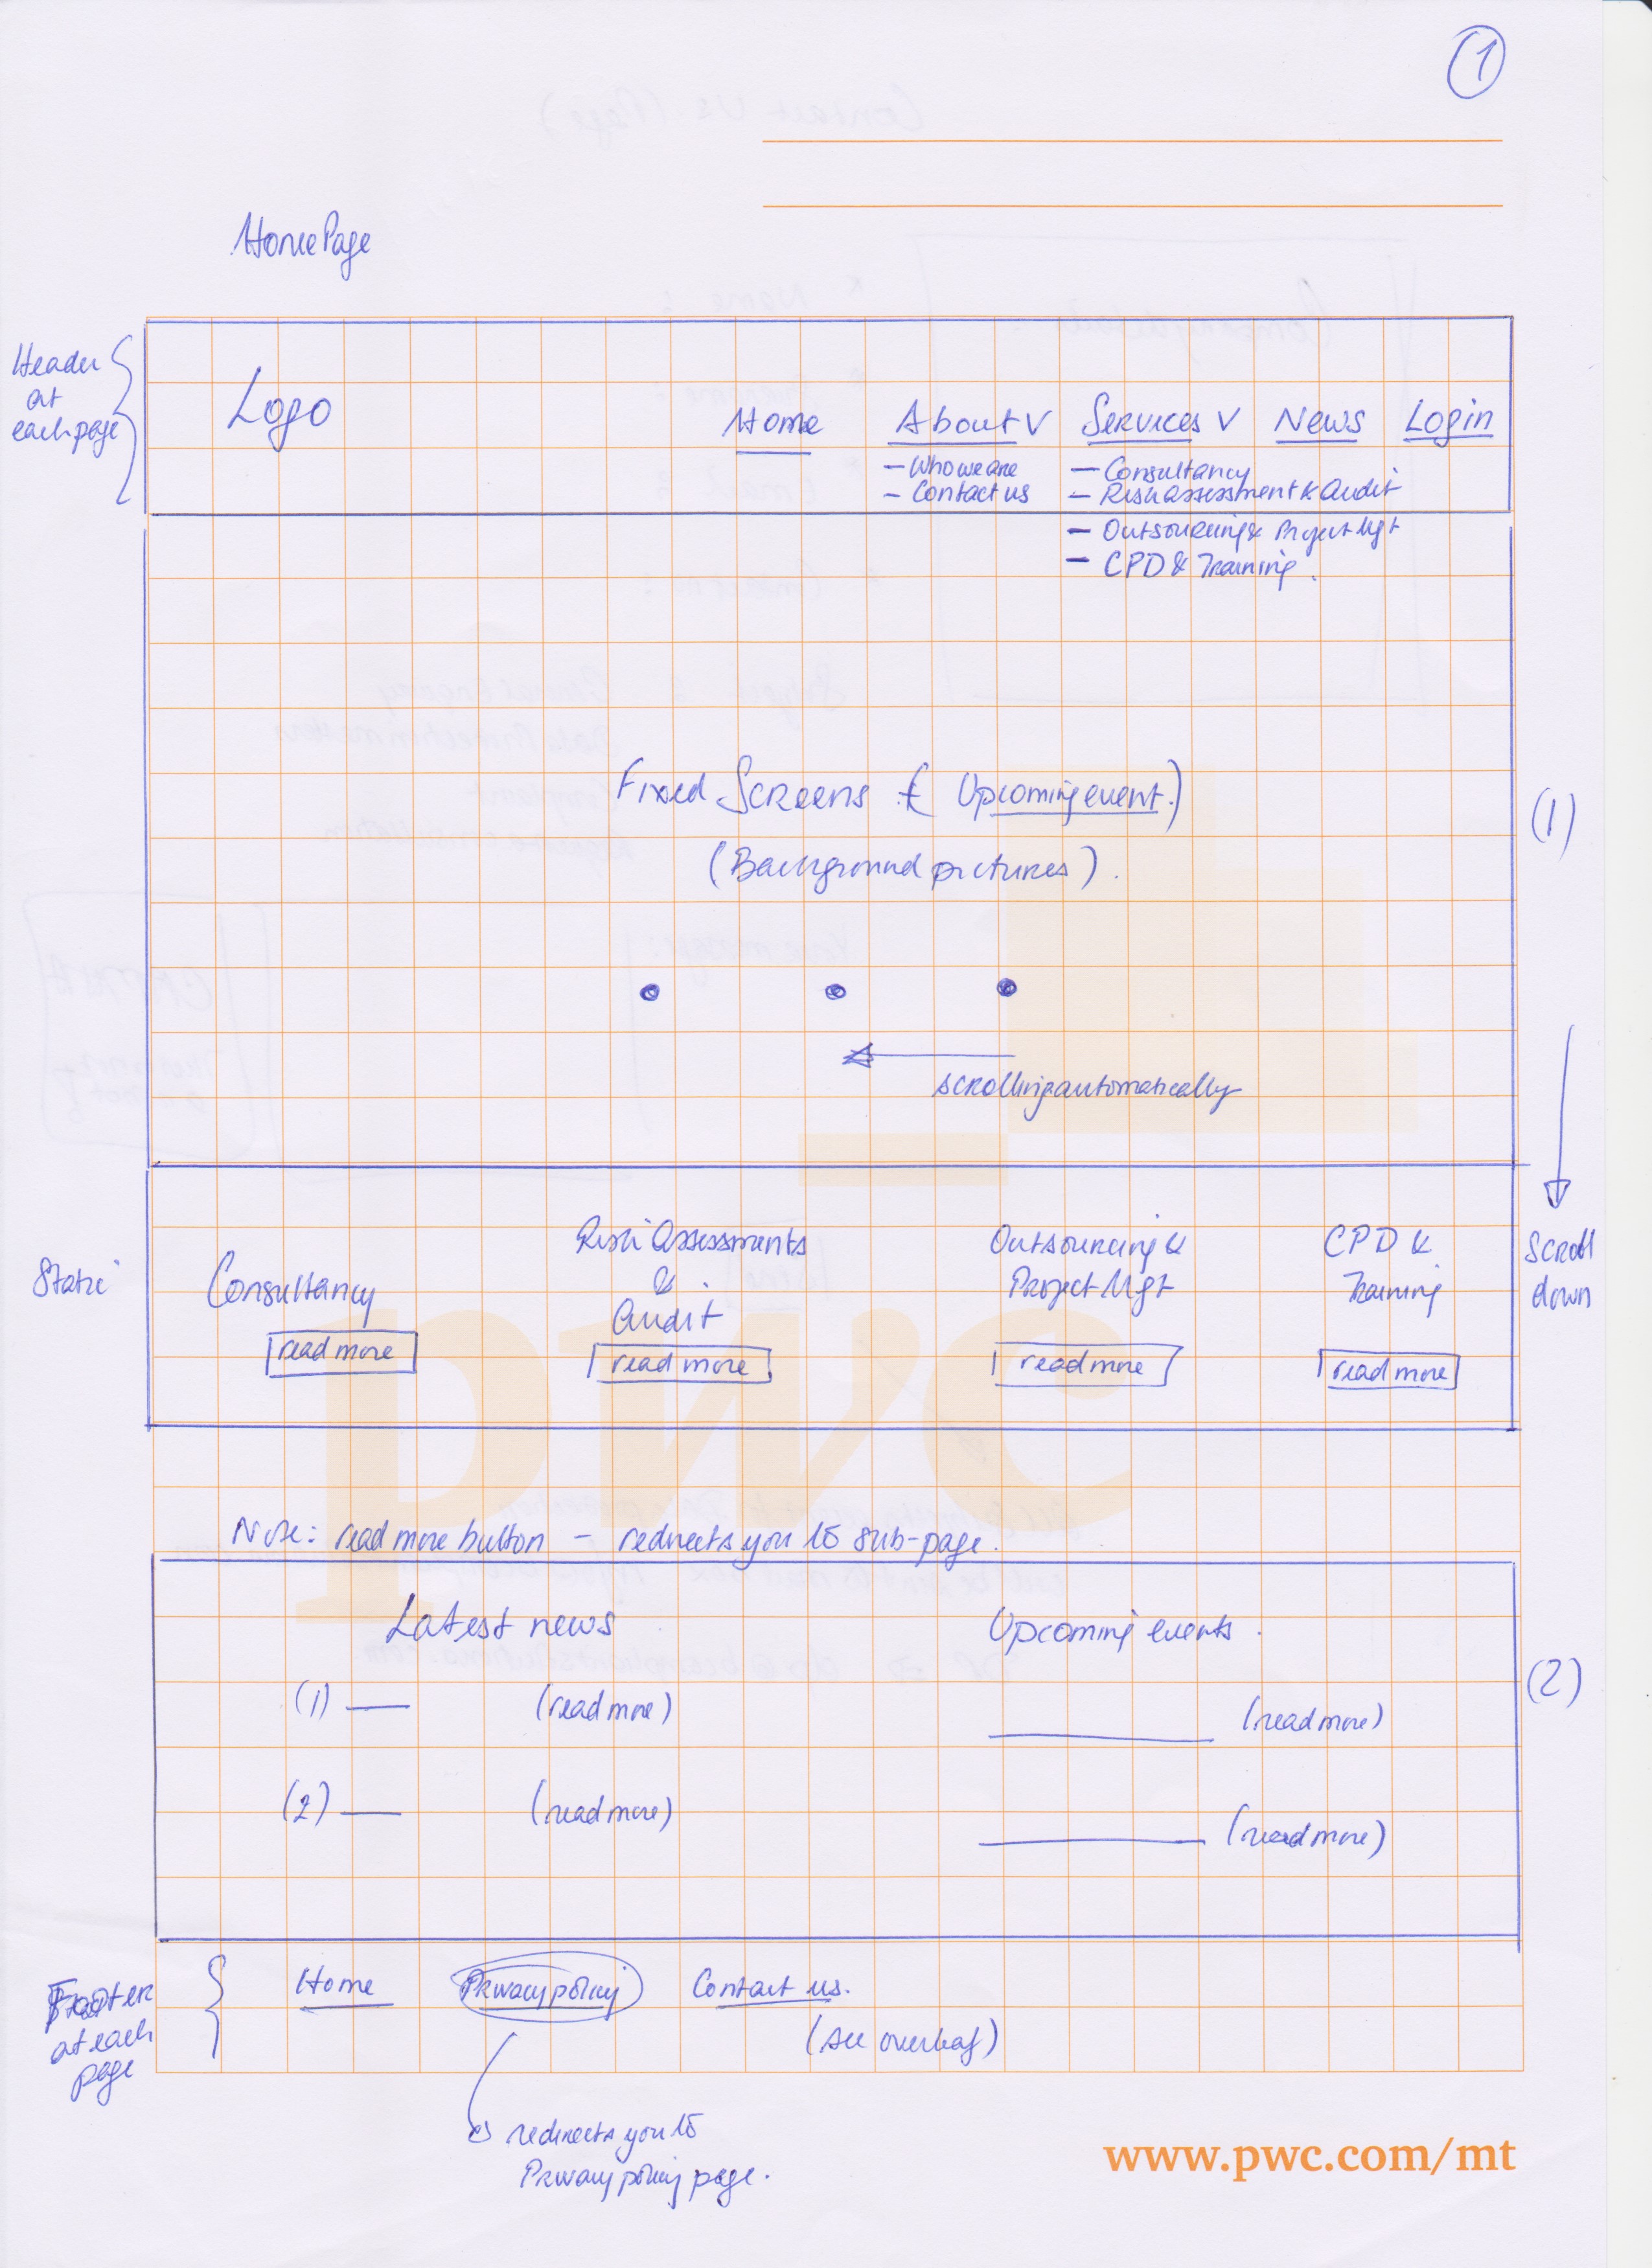 1
HomePage
Header
at
each page
Logo
Home About V Services V News Login
- Who we are
- Contact us
- Consultancy
- Risk assessment & Audit
- Outsourcing & Project Mgt
- CPD & Training.
Fixed Screens & (Upcoming event.)
(Background pictures).
(1)
scrolling automatically
Scroll
down
Static
Consultancy
read more
Risk Assessments
&
Audit
read more
Outsourcing &
Project Mgt
read more
CPD &
Training
read more
pwc
Note: read more button - redirects you to sub-page.
Latest news
(1) — (read more)
(2) — (read more)
Upcoming events.
(read more)
(read more)
(2)
Footer
at each
page
Home Privacy policy Contact us.
(see overleaf)
redirects you to
Privacy policy page.
www.pwc.com/mt